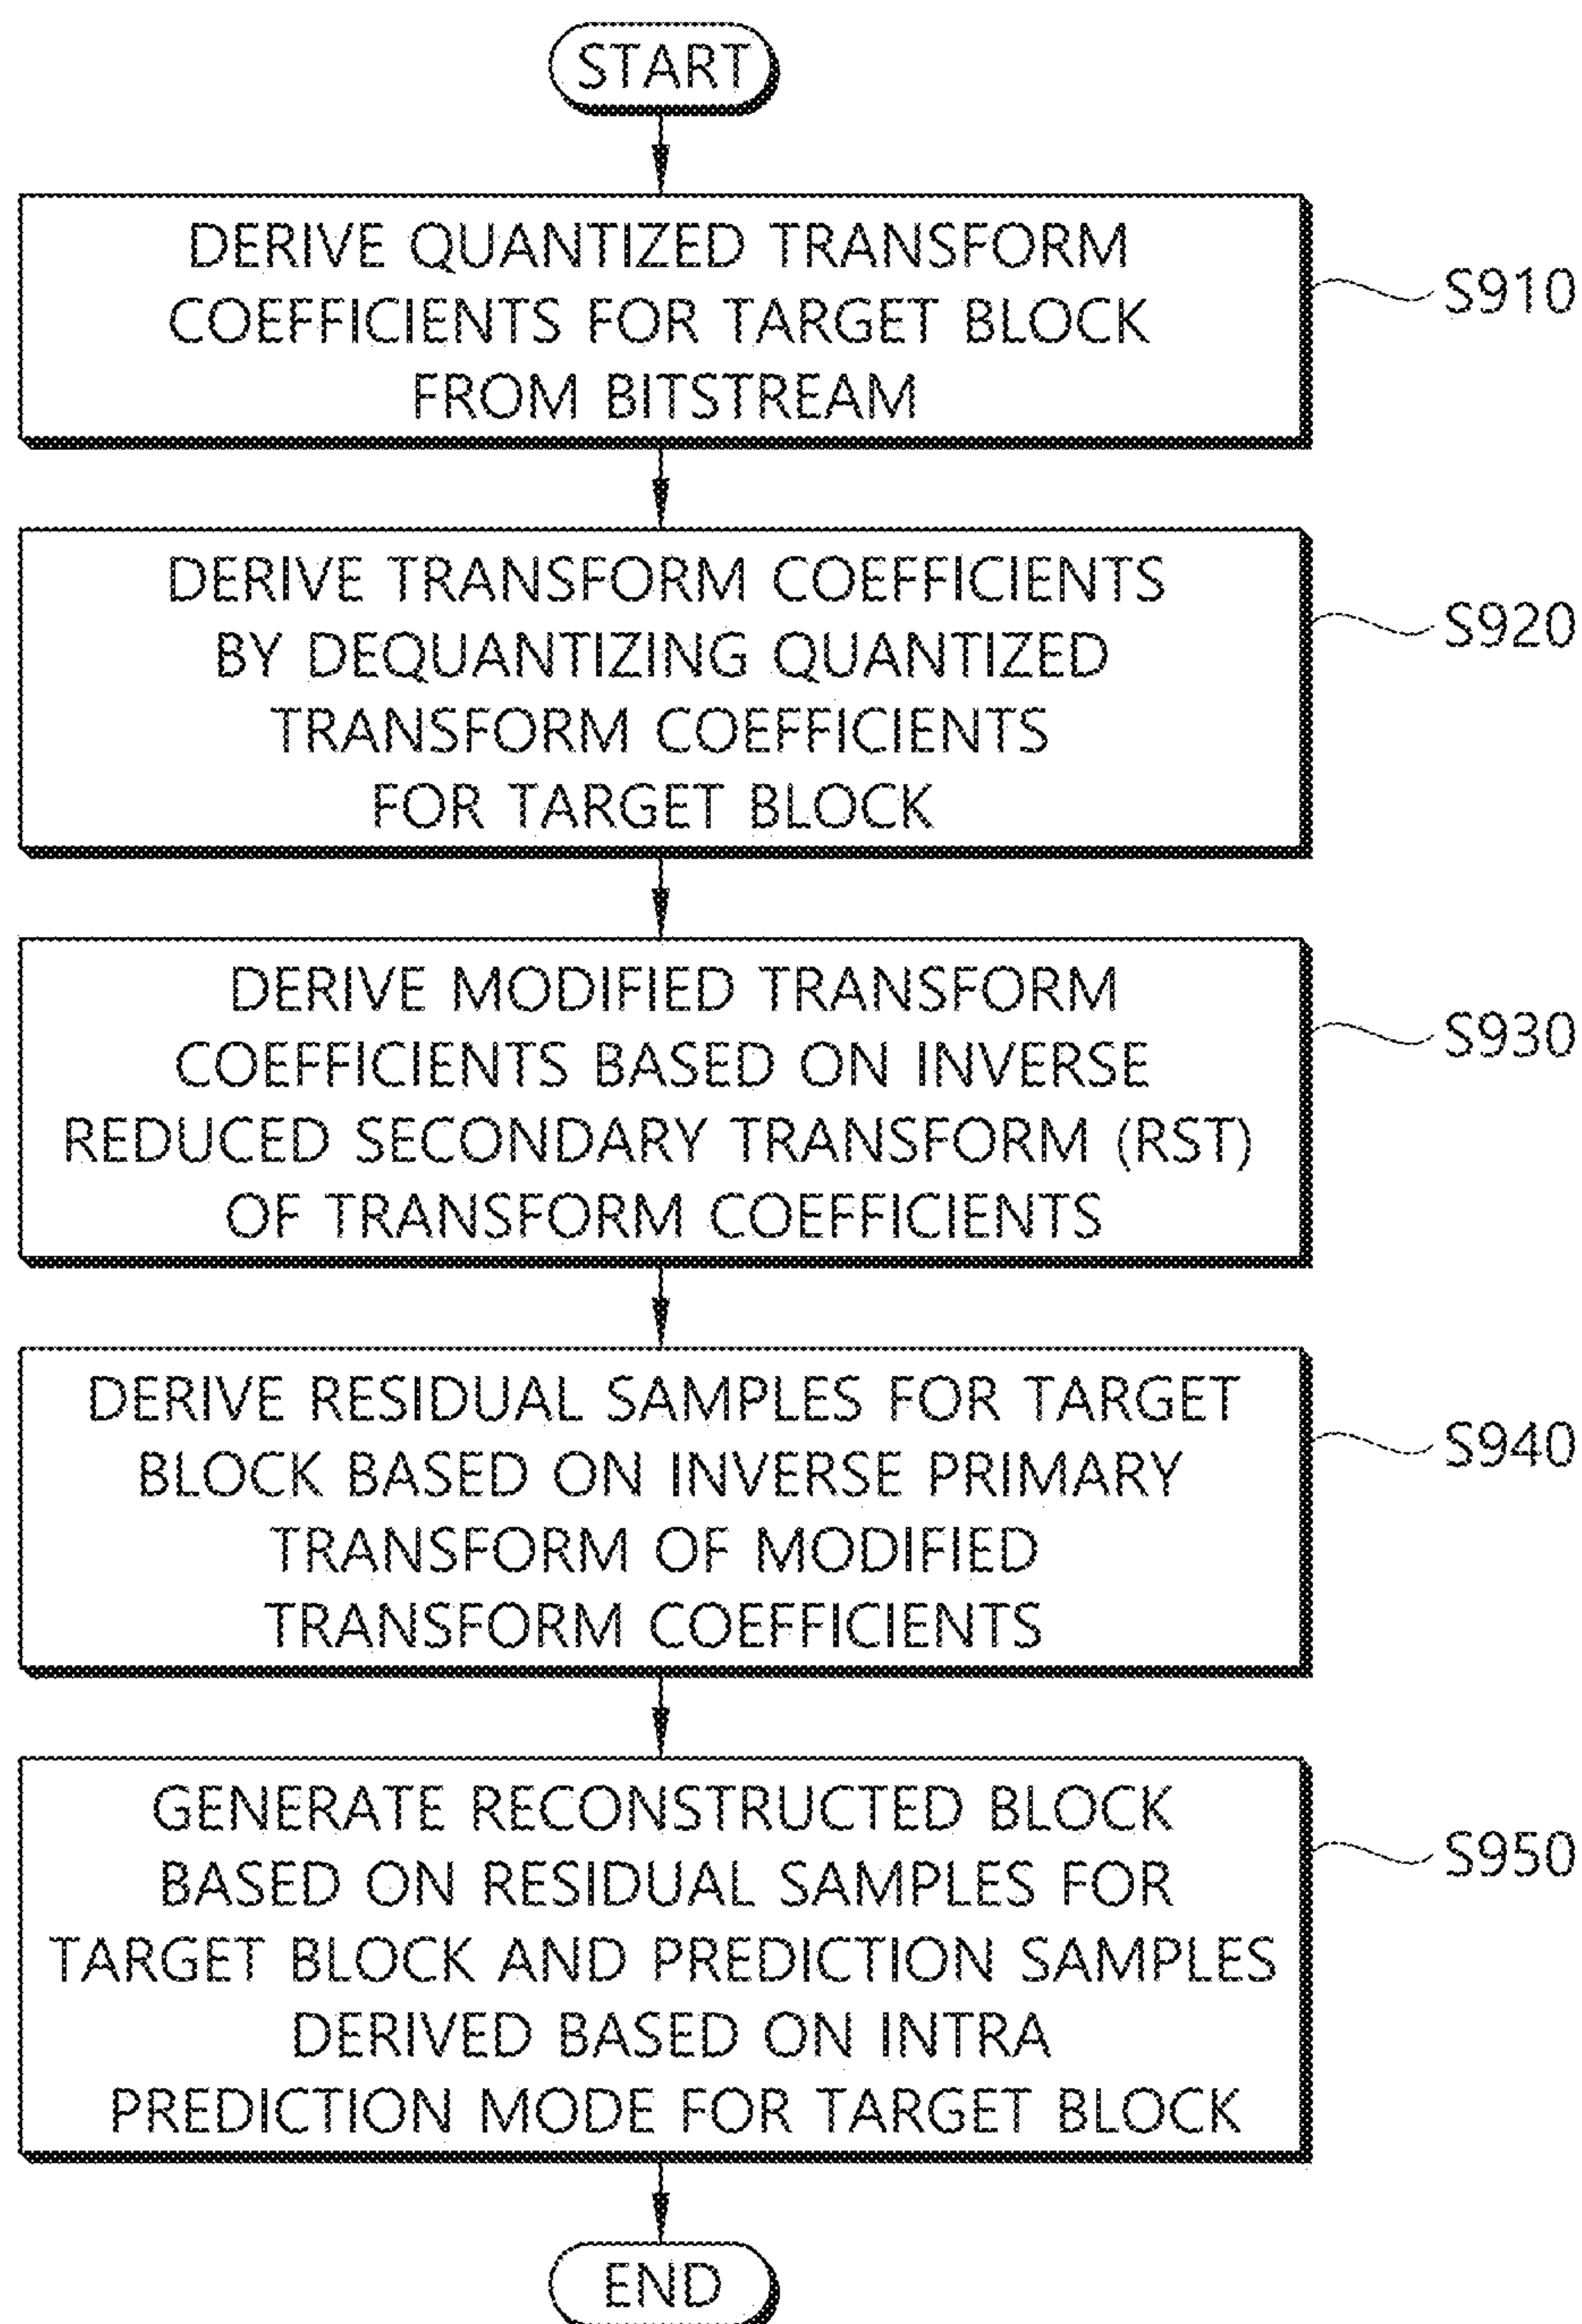 START
DERIVE QUANTIZED TRANSFORM
COEFFICIENTS FOR TARGET BLOCK
FROM BITSTREAM
S910
DERIVE TRANSFORM COEFFICIENTS
BY DEQUANTIZING QUANTIZED
TRANSFORM COEFFICIENTS
FOR TARGET BLOCK
S920
DERIVE MODIFIED TRANSFORM
COEFFICIENTS BASED ON INVERSE
REDUCED SECONDARY TRANSFORM (RST)
OF TRANSFORM COEFFICIENTS
S930
DERIVE RESIDUAL SAMPLES FOR TARGET
BLOCK BASED ON INVERSE PRIMARY
TRANSFORM OF MODIFIED
TRANSFORM COEFFICIENTS
S940
GENERATE RECONSTRUCTED BLOCK
BASED ON RESIDUAL SAMPLES FOR
TARGET BLOCK AND PREDICTION SAMPLES
DERIVED BASED ON INTRA
PREDICTION MODE FOR TARGET BLOCK
S950
END